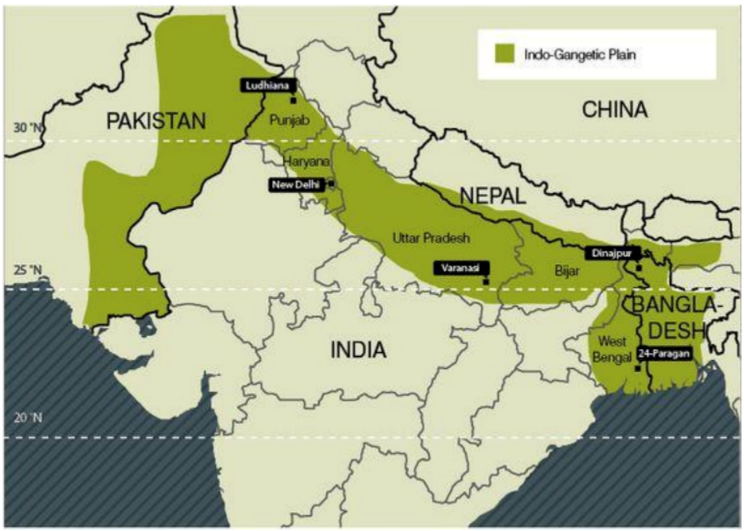 Indo-Gangetic Plain
Ludhiana
CHINA
PAKISTAN
Punjab
30 °N
Haryana
New Delhi
NEPAL
Uttar Pradesh
Dinajpur
Varanasi
Bijar
25 °N
BANGLA-
DESH
West
Bengal
24-Paragan
INDIA
20 °N